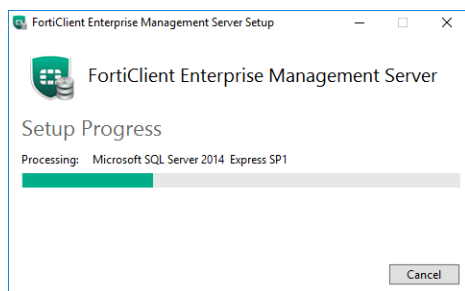 FortiClient Enterprise Management Server Setup
FortiClient Enterprise Management Server
Setup Progress
Processing: Microsoft SQL Server 2014 Express SP1
Cancel